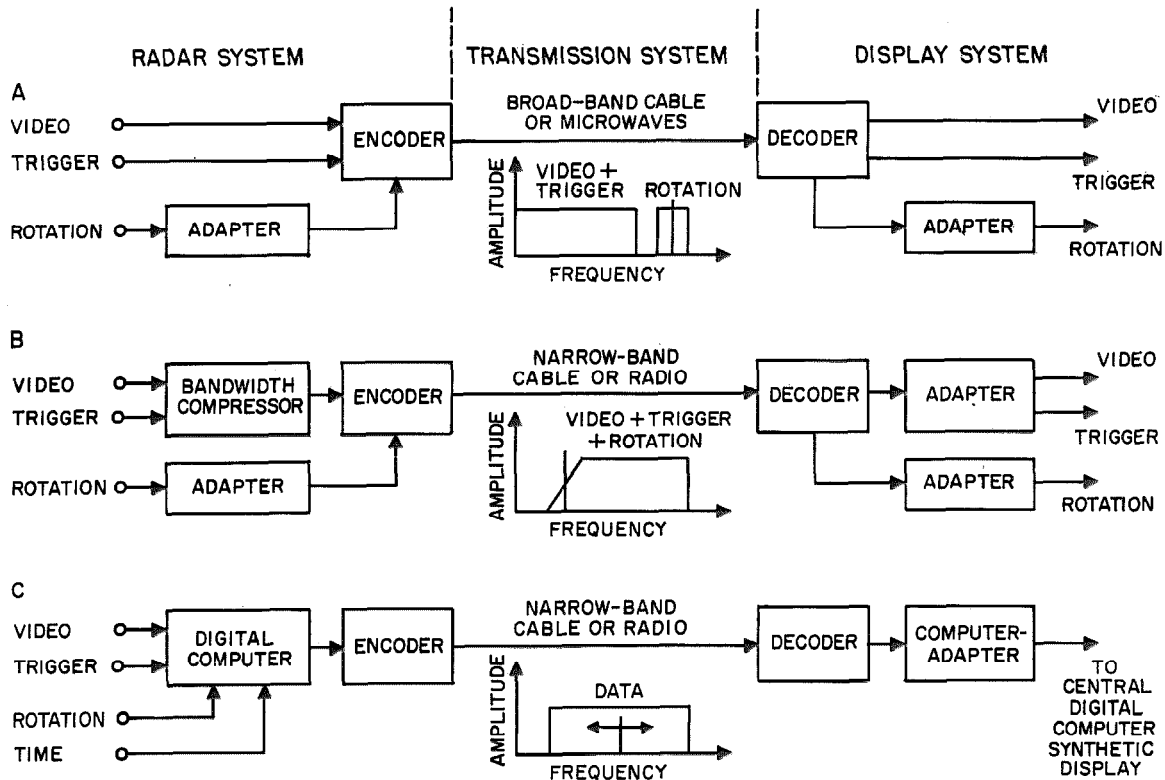 RADAR SYSTEM
TRANSMISSION SYSTEM
DISPLAY SYSTEM
A
VIDEO
TRIGGER
ROTATION
ADAPTER
ENCODER
BROAD-BAND CABLE
OR MICROWAVES
AMPLITUDE
VIDEO +
TRIGGER
ROTATION
FREQUENCY
DECODER
ADAPTER
VIDEO
TRIGGER
ROTATION
B
VIDEO
TRIGGER
ROTATION
BANDWIDTH
COMPRESSOR
ADAPTER
ENCODER
NARROW-BAND
CABLE OR RADIO
AMPLITUDE
VIDEO + TRIGGER
+ ROTATION
FREQUENCY
DECODER
ADAPTER
ADAPTER
VIDEO
TRIGGER
ROTATION
C
VIDEO
TRIGGER
ROTATION
TIME
DIGITAL
COMPUTER
ENCODER
NARROW-BAND
CABLE OR RADIO
AMPLITUDE
DATA
FREQUENCY
DECODER
COMPUTER-
ADAPTER
TO
CENTRAL
DIGITAL
COMPUTER
SYNTHETIC
DISPLAY